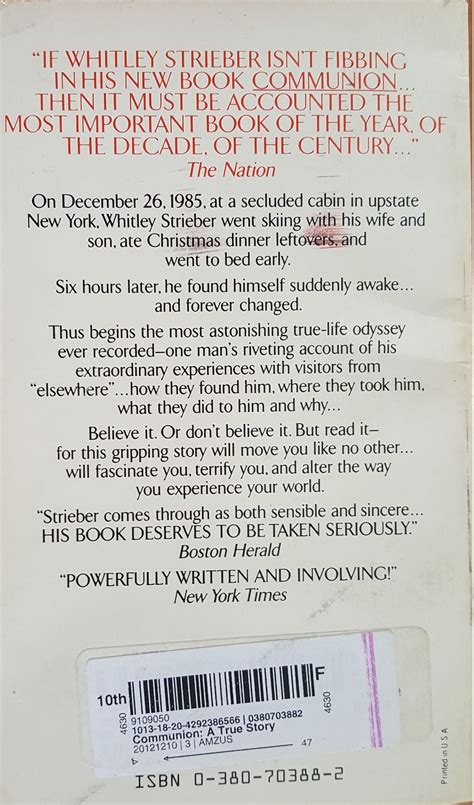 “IF WHITLEY STRIEBER ISN'T FIBBING
IN HIS NEW BOOK COMMUNION...
THEN IT MUST BE ACCOUNTED THE
MOST IMPORTANT BOOK OF THE YEAR, OF
THE DECADE, OF THE CENTURY...”
—The Nation
On December 26, 1985, at a secluded cabin in upstate
New York, Whitley Strieber went skiing with his wife and
son, ate Christmas dinner leftovers, and
went to bed early.
Six hours later, he found himself suddenly awake...
and forever changed.
Thus begins the most astonishing true-life odyssey
ever recorded—one man's riveting account of his
extraordinary experiences with visitors from
“elsewhere”...how they found him, where they took him,
what they did to him and why...
Believe it. Or don't believe it. But read it—
for this gripping story will move you like no other...
will fascinate you, terrify you, and alter the way
you experience your world.
“Strieber comes through as both sensible and sincere...
HIS BOOK DESERVES TO BE TAKEN SERIOUSLY.”
Boston Herald
“POWERFULLY WRITTEN AND INVOLVING!”
New York Times
10th
F
4630
9109050
1013-18-20-4292386566 | 0380703882
Communion: A True Story
20121210 | 3 | AMZUS
4
47
4630
Printed in U S A
ISBN 0-380-70388-2